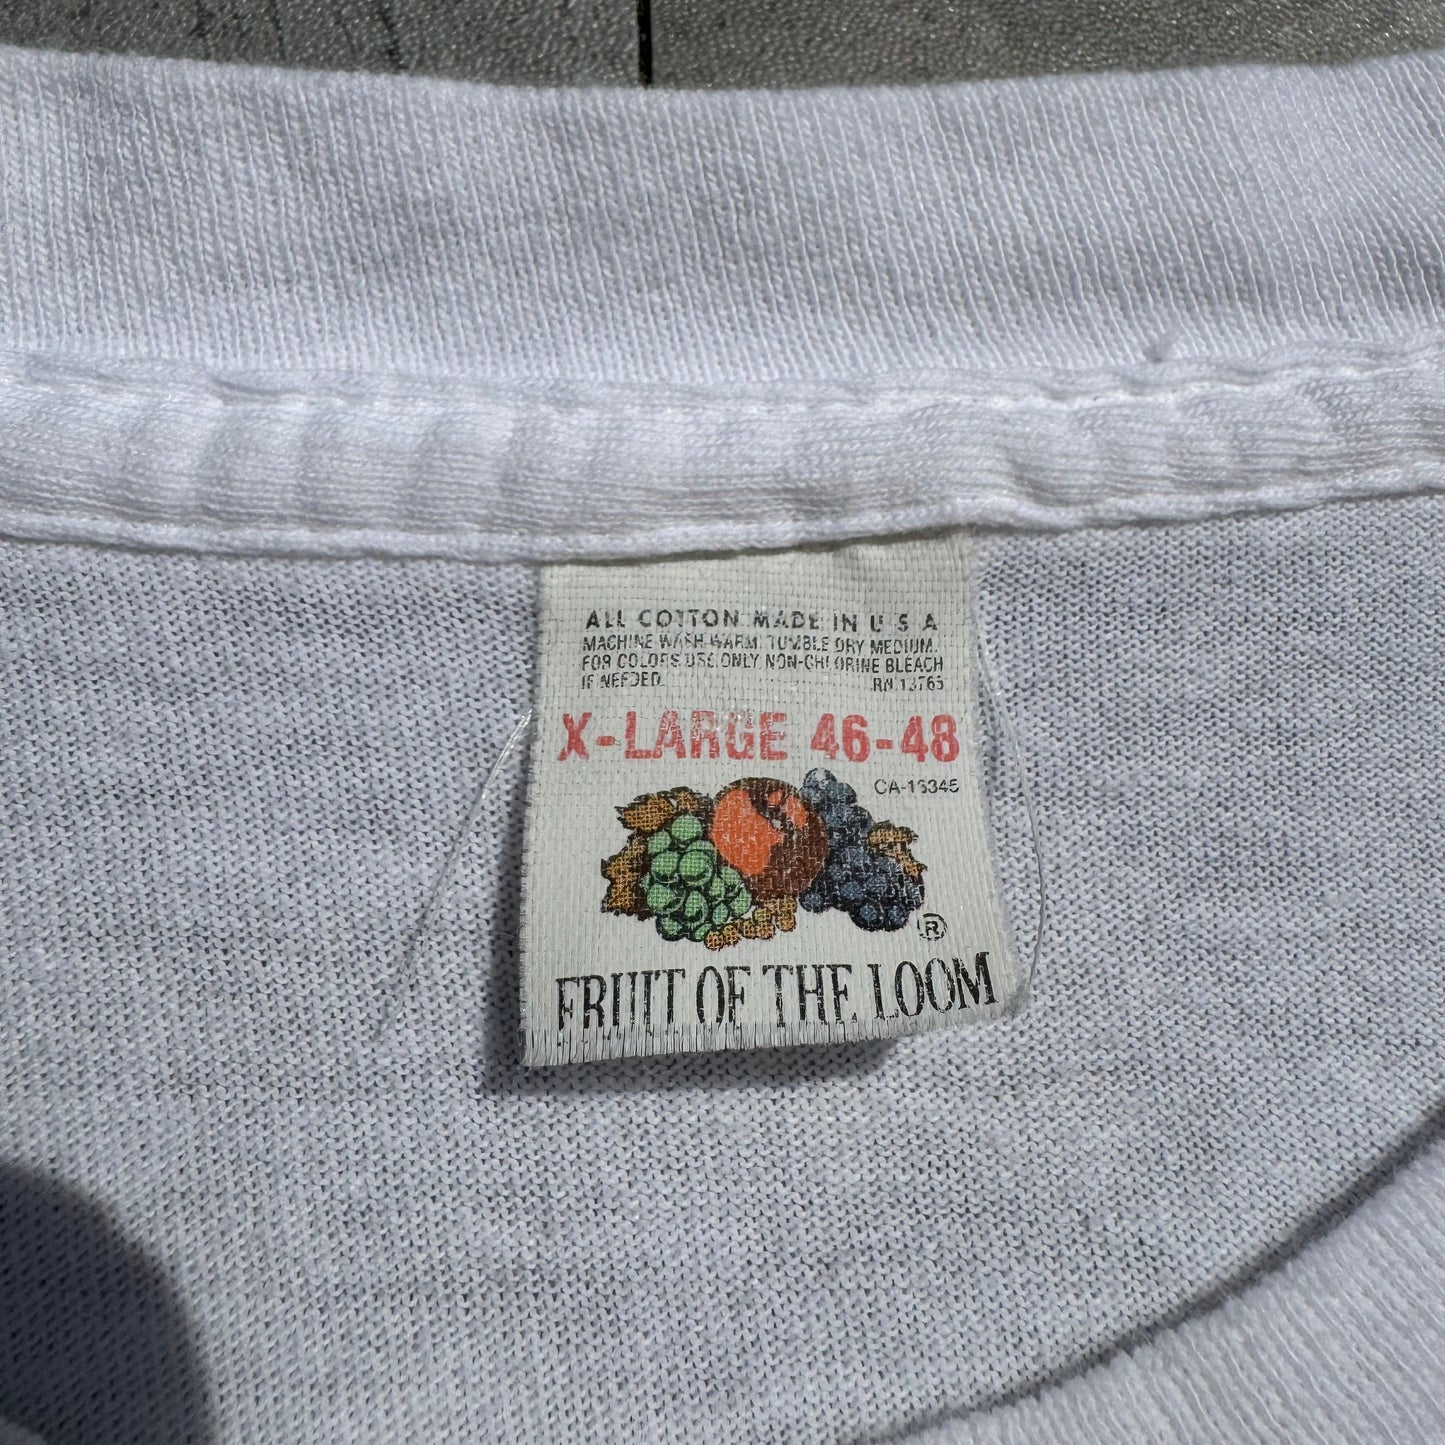 ALL COTTON MADE IN U S A
MACHINE WASH WARM. TUMBLE DRY MEDIUM.
FOR COLORS USE ONLY NON-CHLORINE BLEACH
IF NEEDED. RN 13765
X-LARGE 46-48
CA-13345
®
FRUIT OF THE LOOM